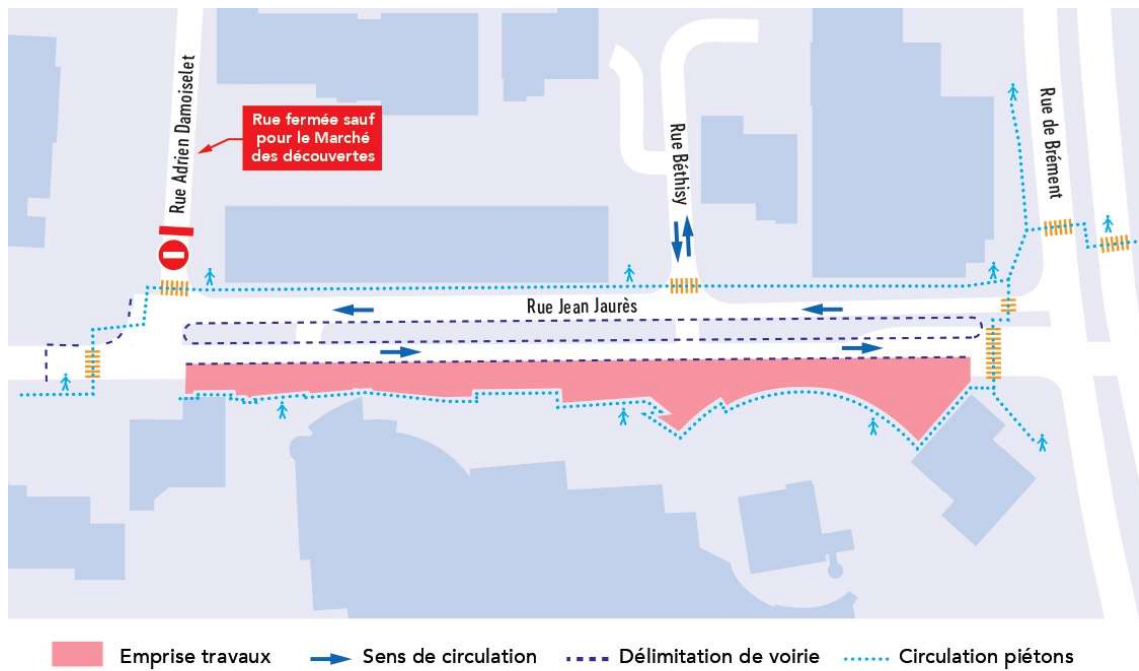 Rue fermée sauf
pour le Marché
des découvertes
Rue Adrien Damoiselet
Rue Béthisy
Rue de Brément
Rue Jean Jaurès
Emprise travaux
Sens de circulation
Délimitation de voirie
Circulation piétons